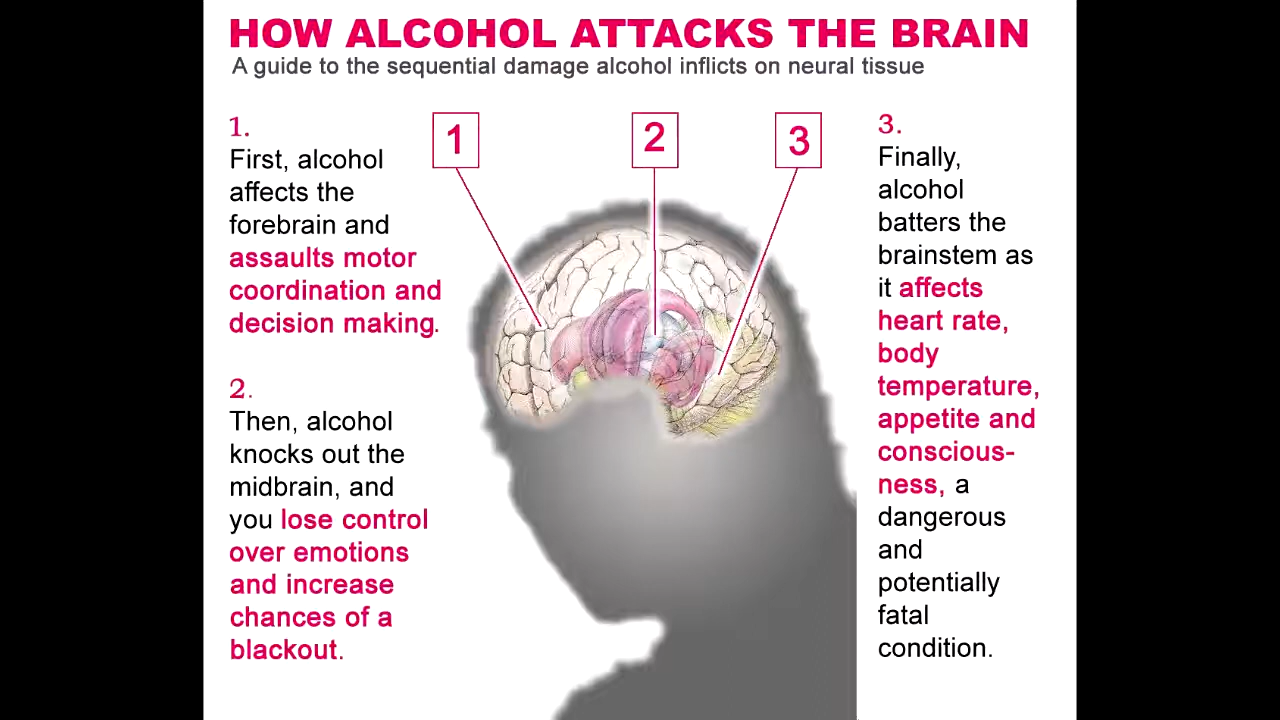 HOW ALCOHOL ATTACKS THE BRAIN
A guide to the sequential damage alcohol inflicts on neural tissue
1.
First, alcohol
affects the
forebrain and
assaults motor
coordination and
decision making.
2.
Then, alcohol
knocks out the
midbrain, and
you lose control
over emotions
and increase
chances of a
blackout.
1
2
3
3.
Finally,
alcohol
batters the
brainstem as
it affects
heart rate,
body
temperature,
appetite and
conscious-
ness, a
dangerous
and
potentially
fatal
condition.